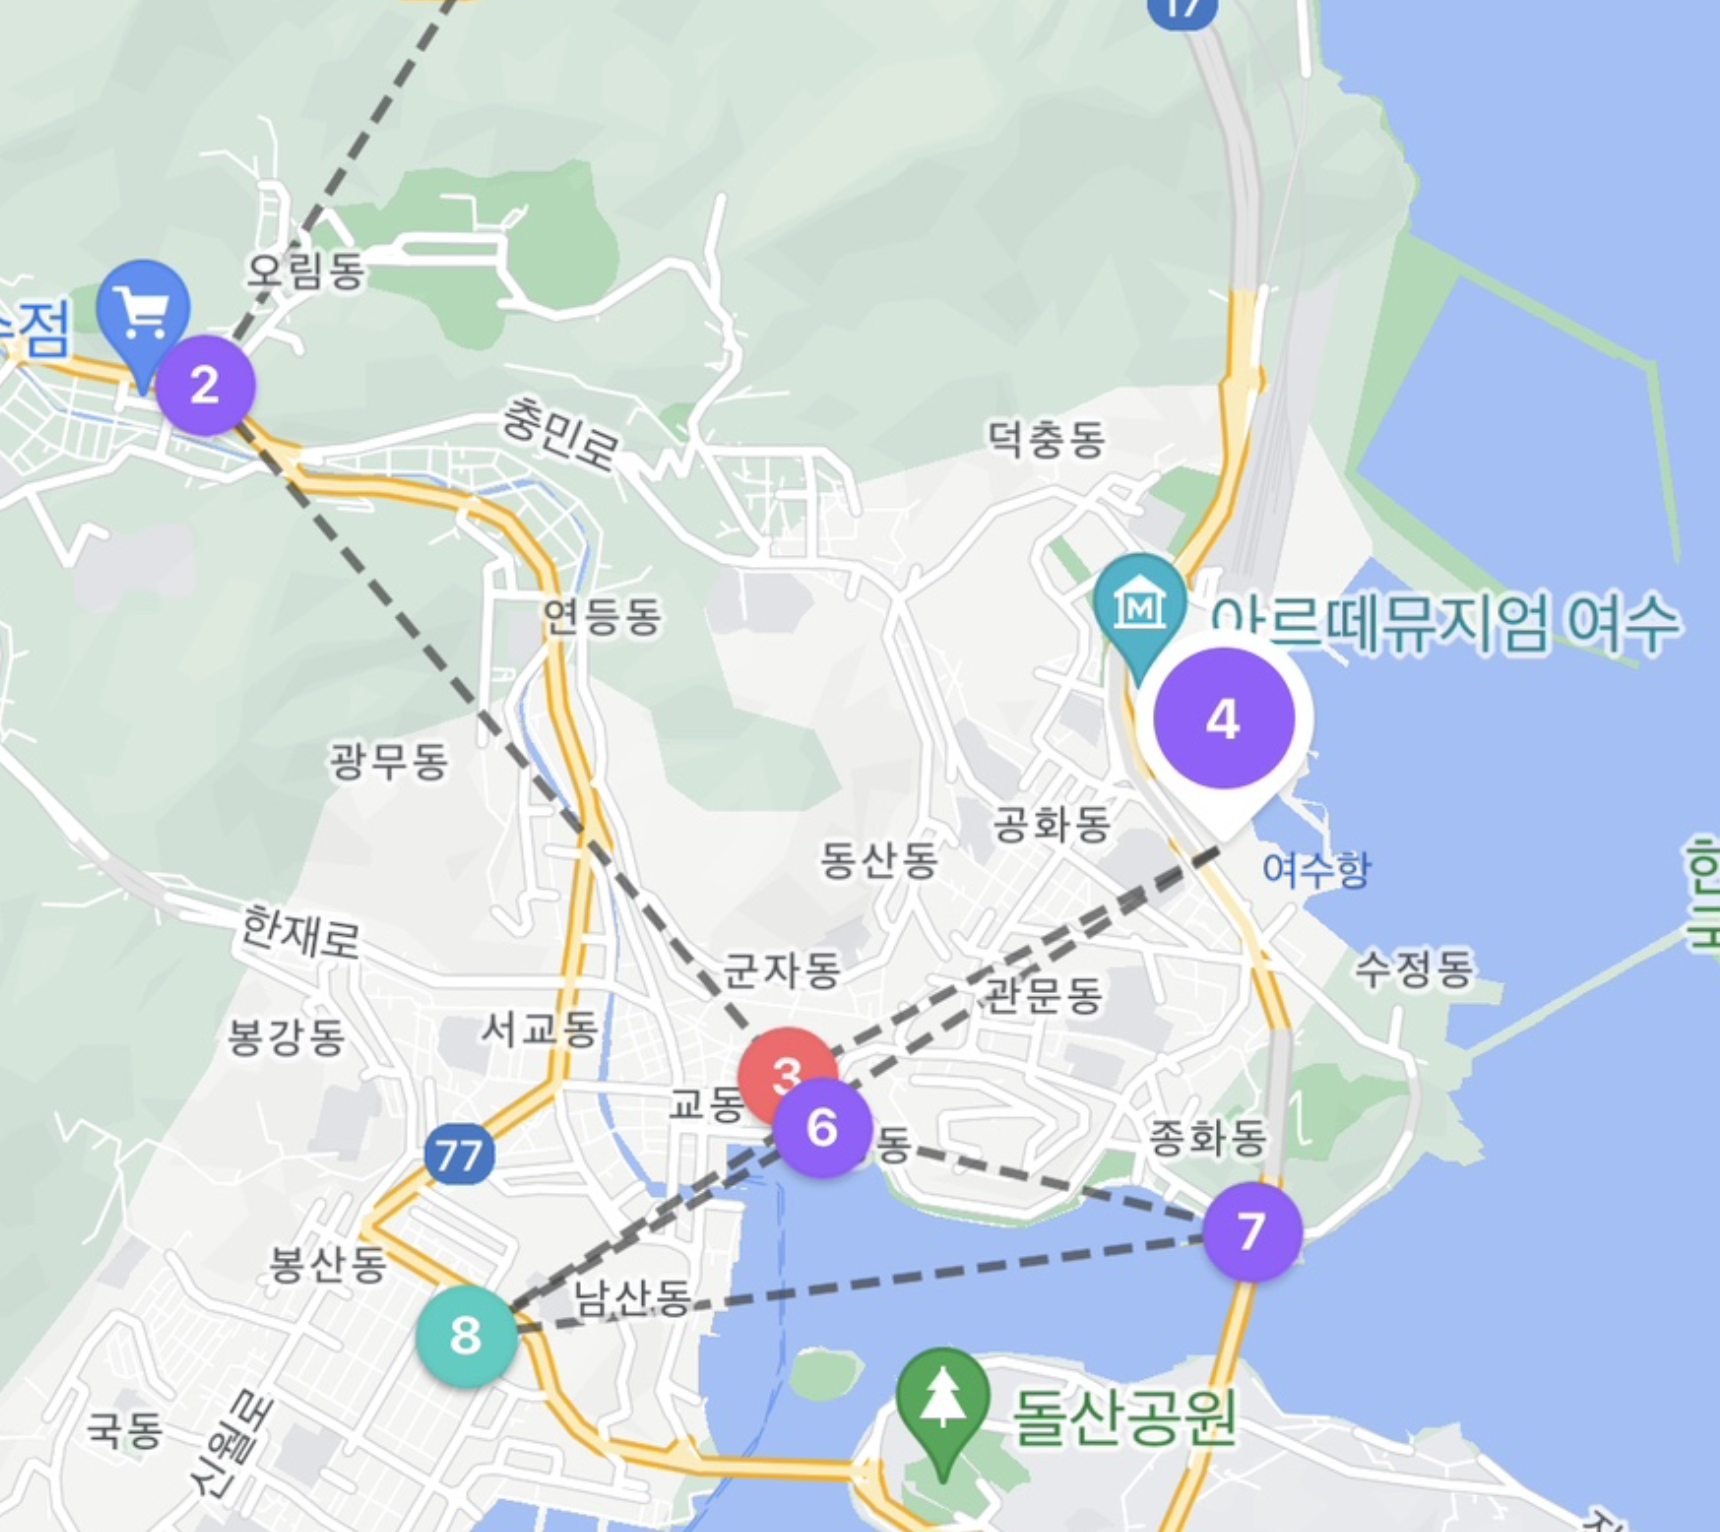 17
오림동
수점
2
충민로
덕충동
연등동
아르떼뮤지엄 여수
4
광무동
공화동
동산동
여수항
한재로
군자동
관문동
수정동
봉강동
서교동
3
교동
6
동
종화동
77
7
봉산동
남산동
8
돌산공원
국동
신월로